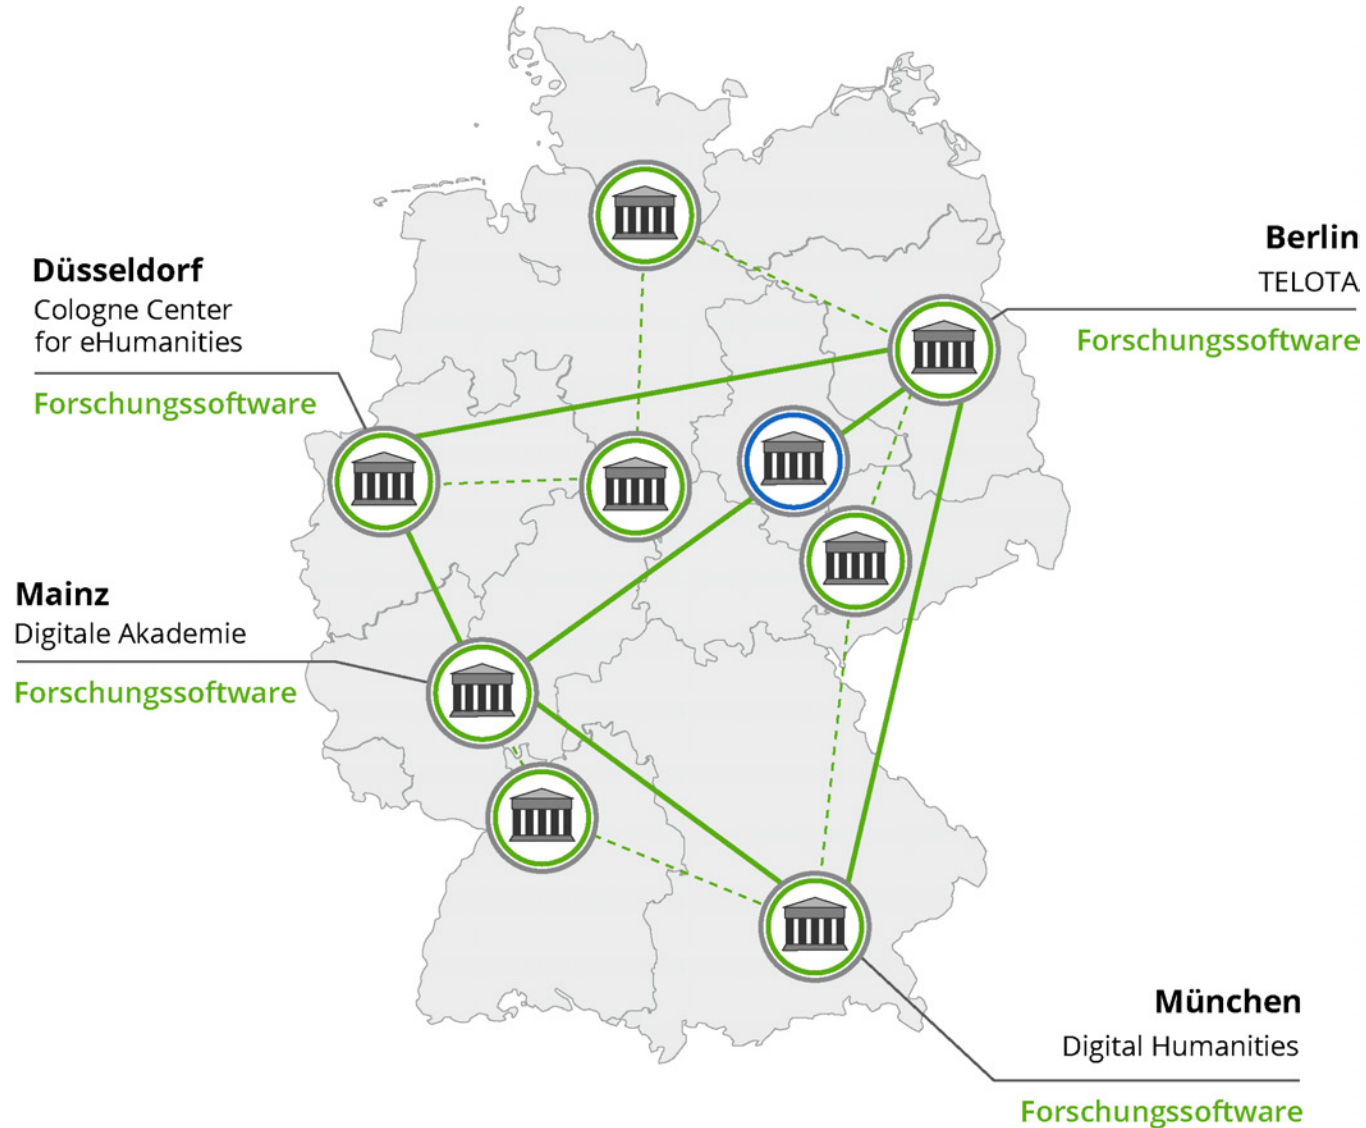 Düsseldorf
Cologne Center
for eHumanities
Forschungssoftware
Berlin
TELOTA
Forschungssoftware
Mainz
Digitale Akademie
Forschungssoftware
München
Digital Humanities
Forschungssoftware